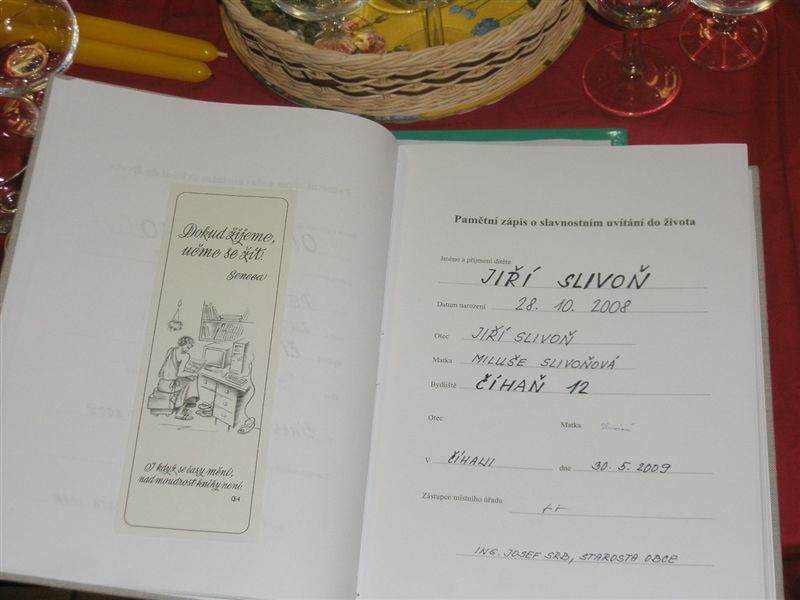 Dokud žijeme,
učme se žít!
Seneca
I když se časy mění,
nad moudrost knihy není.
Pamětní zápis o slavnostním uvítání do života
Jméno a příjmení dítěte
JIŘÍ SLIVOŇ
Datum narození 28. 10. 2008
Otec JIŘÍ SLIVOŇ
Matka MILUŠE SLIVOŇOVÁ
Bydliště ČÍHAŇ 12
Otec Matka
V ČÍHANI dne 30. 5. 2009
Zástupce místního úřadu
ING. JOSEF SRB, STAROSTA OBCE